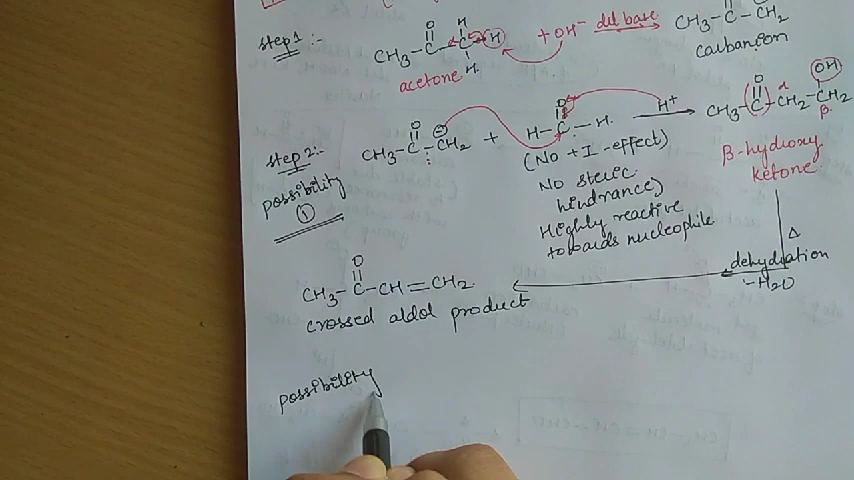 step 1 :-
CH₃-C(=O)-C(H)(H)-H + OH⁻ dil base → CH₃-C-CH₂
acetone
carbanion
step 2:-
possibility
①
CH₃-C(=O)-CH₂⊖ + H-C(=O)-H H⁺ → CH₃-C(=O)-CH₂-CH₂ OH
α
β
(No +I-effect)
No steric
hindrance)
Highly reactive
towards nucleophile
β-hydroxy
ketone
Δ
dehydration
-H₂O
CH₃-C(=O)-CH=CH₂
crossed aldol product
possibility